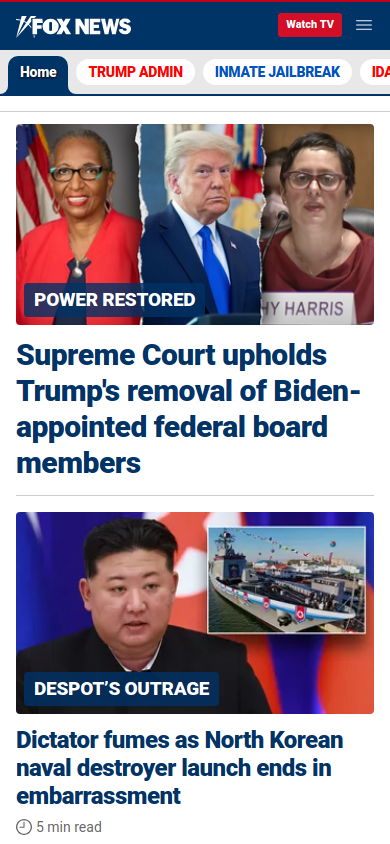 FOX NEWS
Watch TV
Home
TRUMP ADMIN
INMATE JAILBREAK
IDA
POWER RESTORED
HY HARRIS
Supreme Court upholds
Trump's removal of Biden-
appointed federal board
members
DESPOT’S OUTRAGE
Dictator fumes as North Korean
naval destroyer launch ends in
embarrassment
5 min read